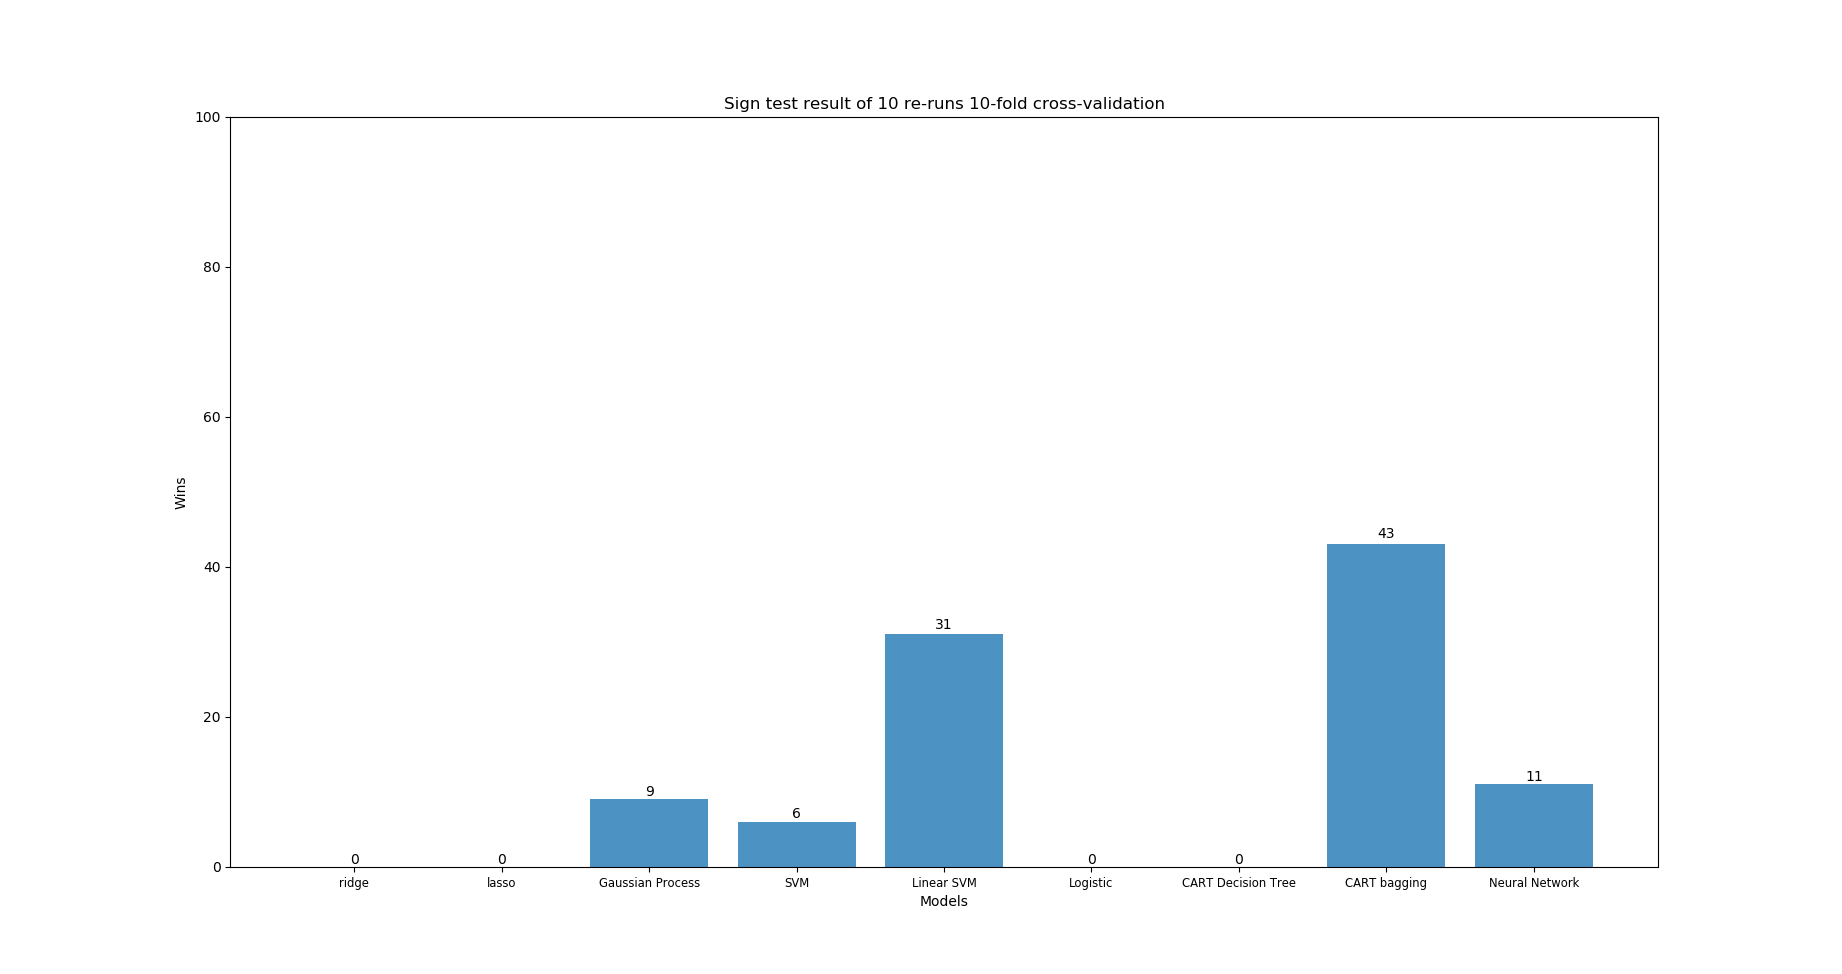 Sign test result of 10 re-runs 10-fold cross-validation
100
80
60
40
20
0
Wins
0
0
9
6
31
0
0
43
11
ridge
lasso
Gaussian Process
SVM
Linear SVM
Logistic
CART Decision Tree
CART bagging
Neural Network
Models